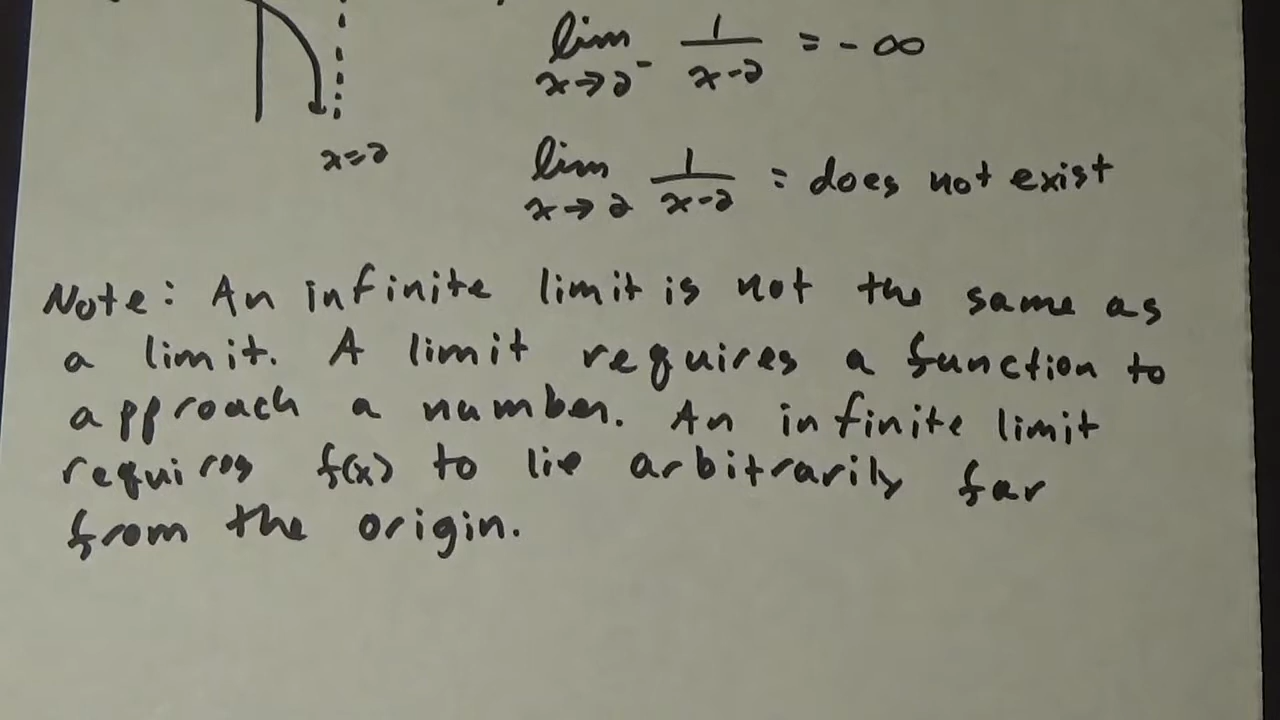 lim x→2⁻ 1/(x-2) = -∞
x=2
lim x→2 1/(x-2) = does not exist
Note: An infinite limit is not the same as
a limit. A limit requires a function to
approach a number. An infinite limit
requires f(x) to lie arbitrarily far
from the origin.